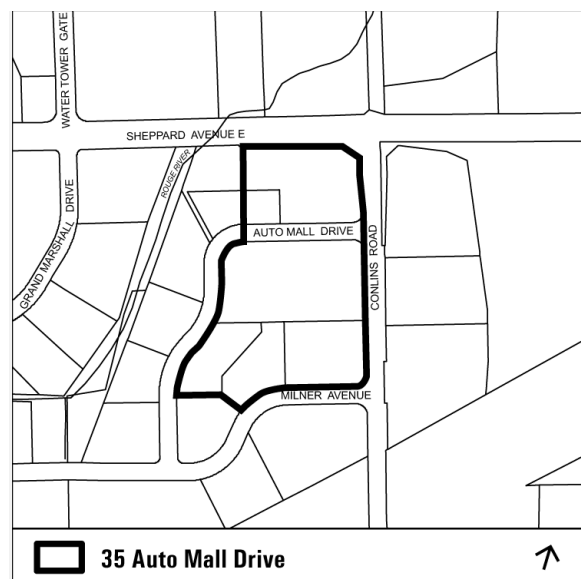 WATER TOWER GATE
SHEPPARD AVENUE E
ROUGE RIVER
GRAND MARSHALL DRIVE
AUTO MALL DRIVE
CONLINS ROAD
MILNER AVENUE
35 Auto Mall Drive